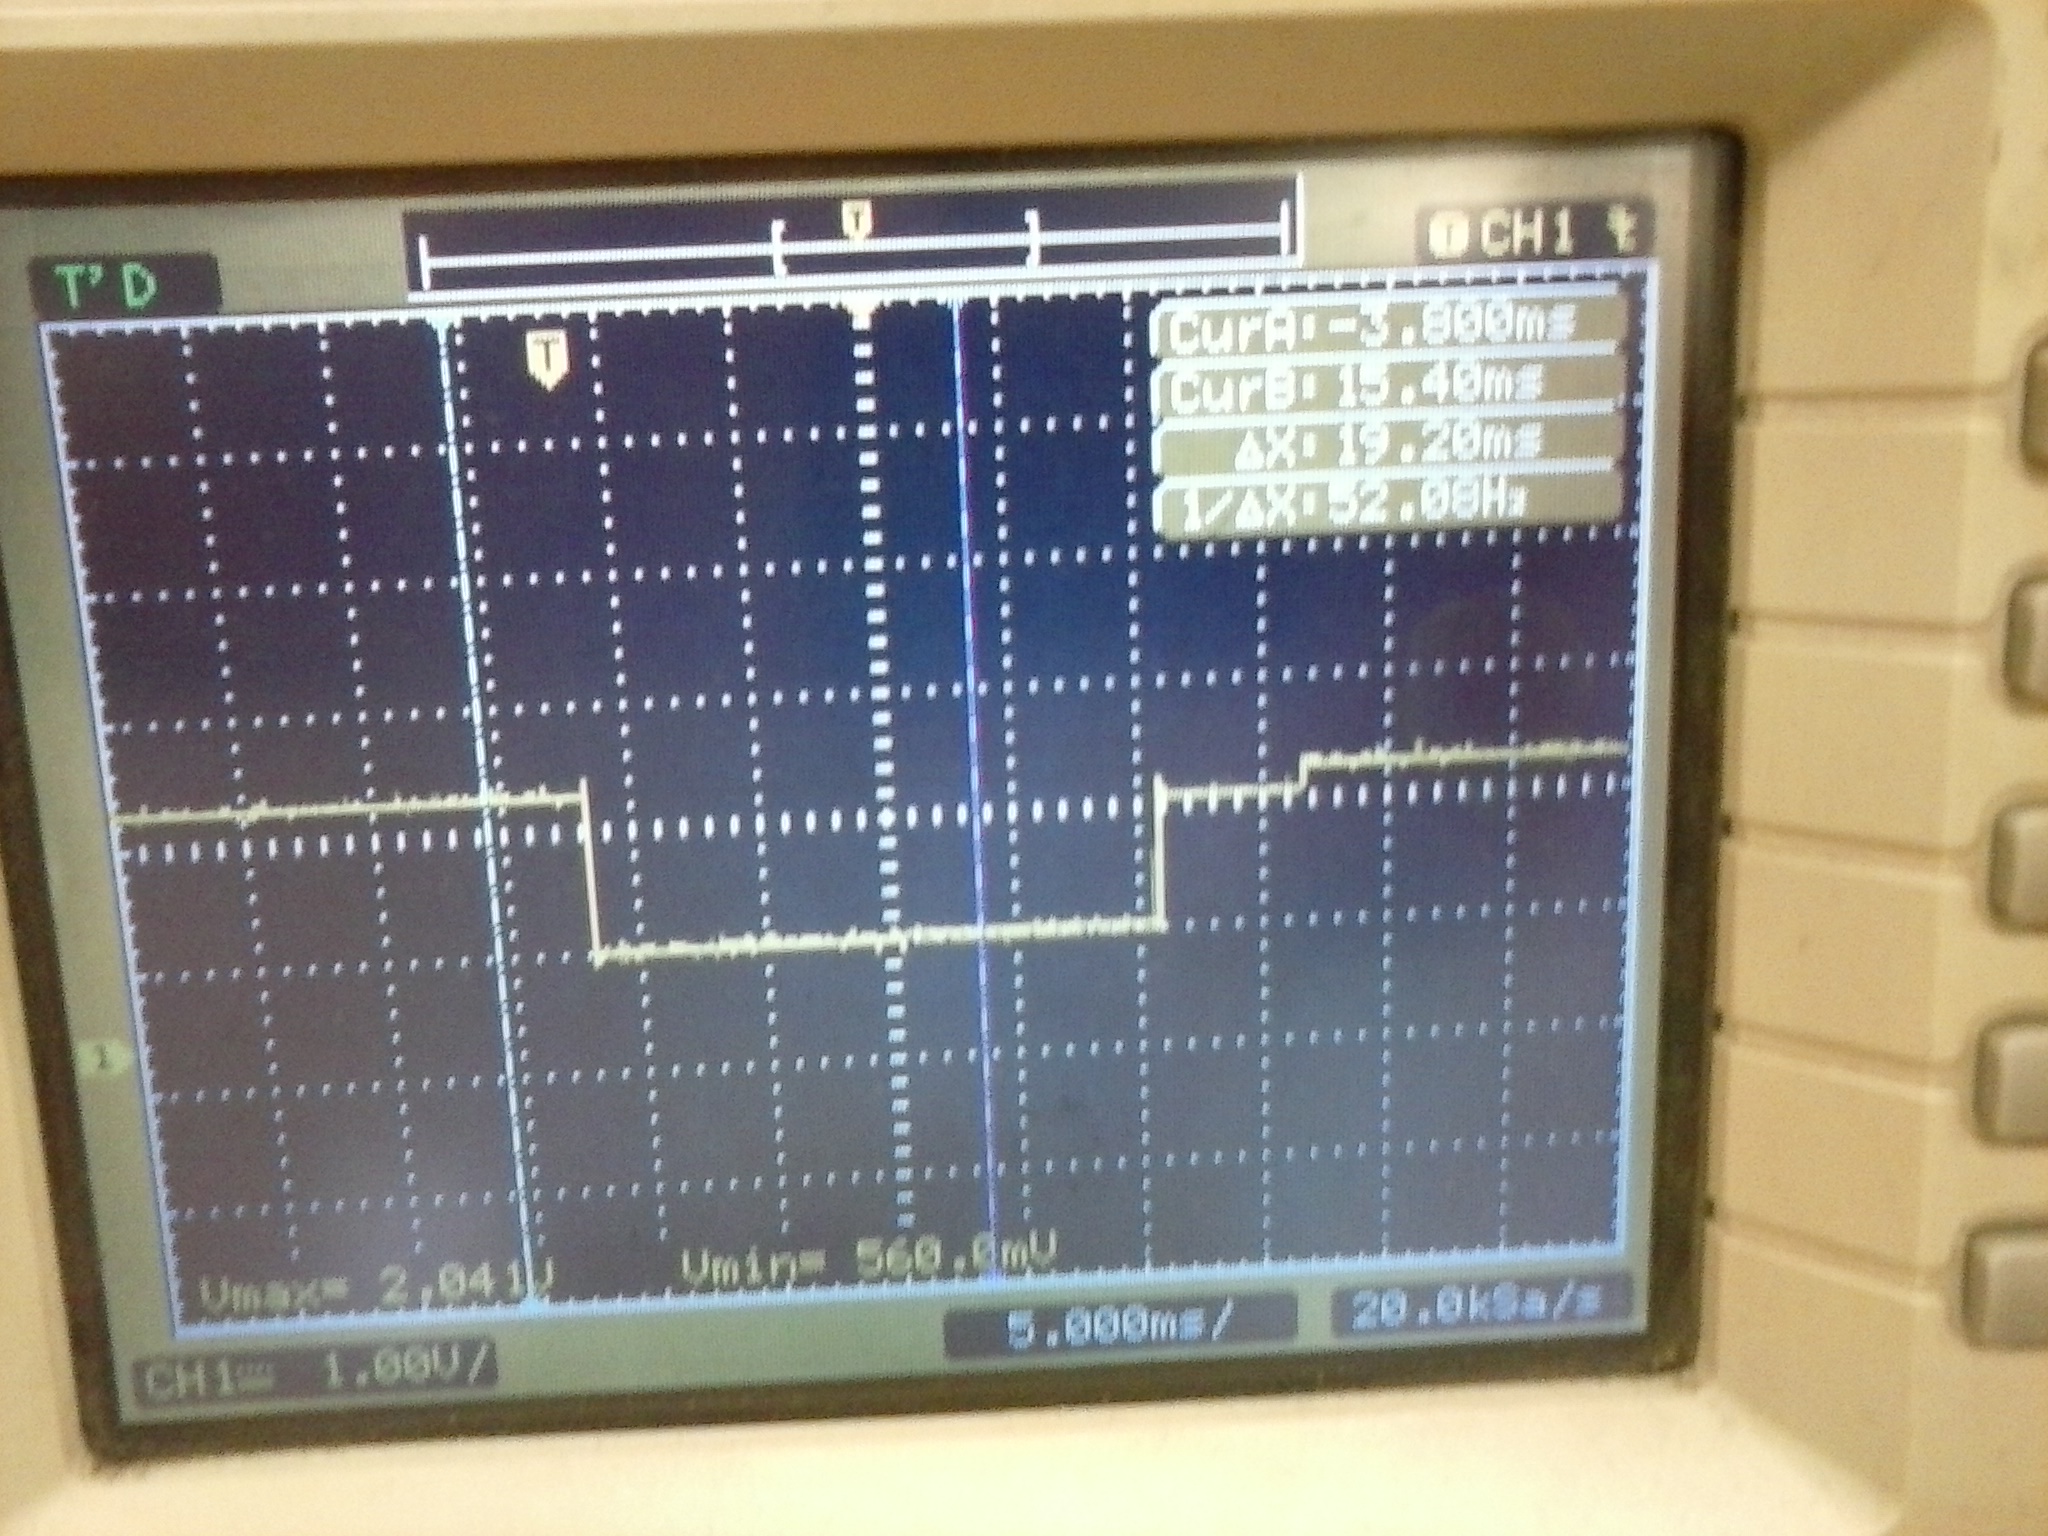 T
T'D
T CH1
T
CurA:-3.800ms
CurB: 15.40ms
ΔX: 19.20ms
1/ΔX: 52.08Hz
1
Vmax= 2.041V Vmin= 560.0mV
5.000ms/ 20.0kSa/s
CH1 1.00V/